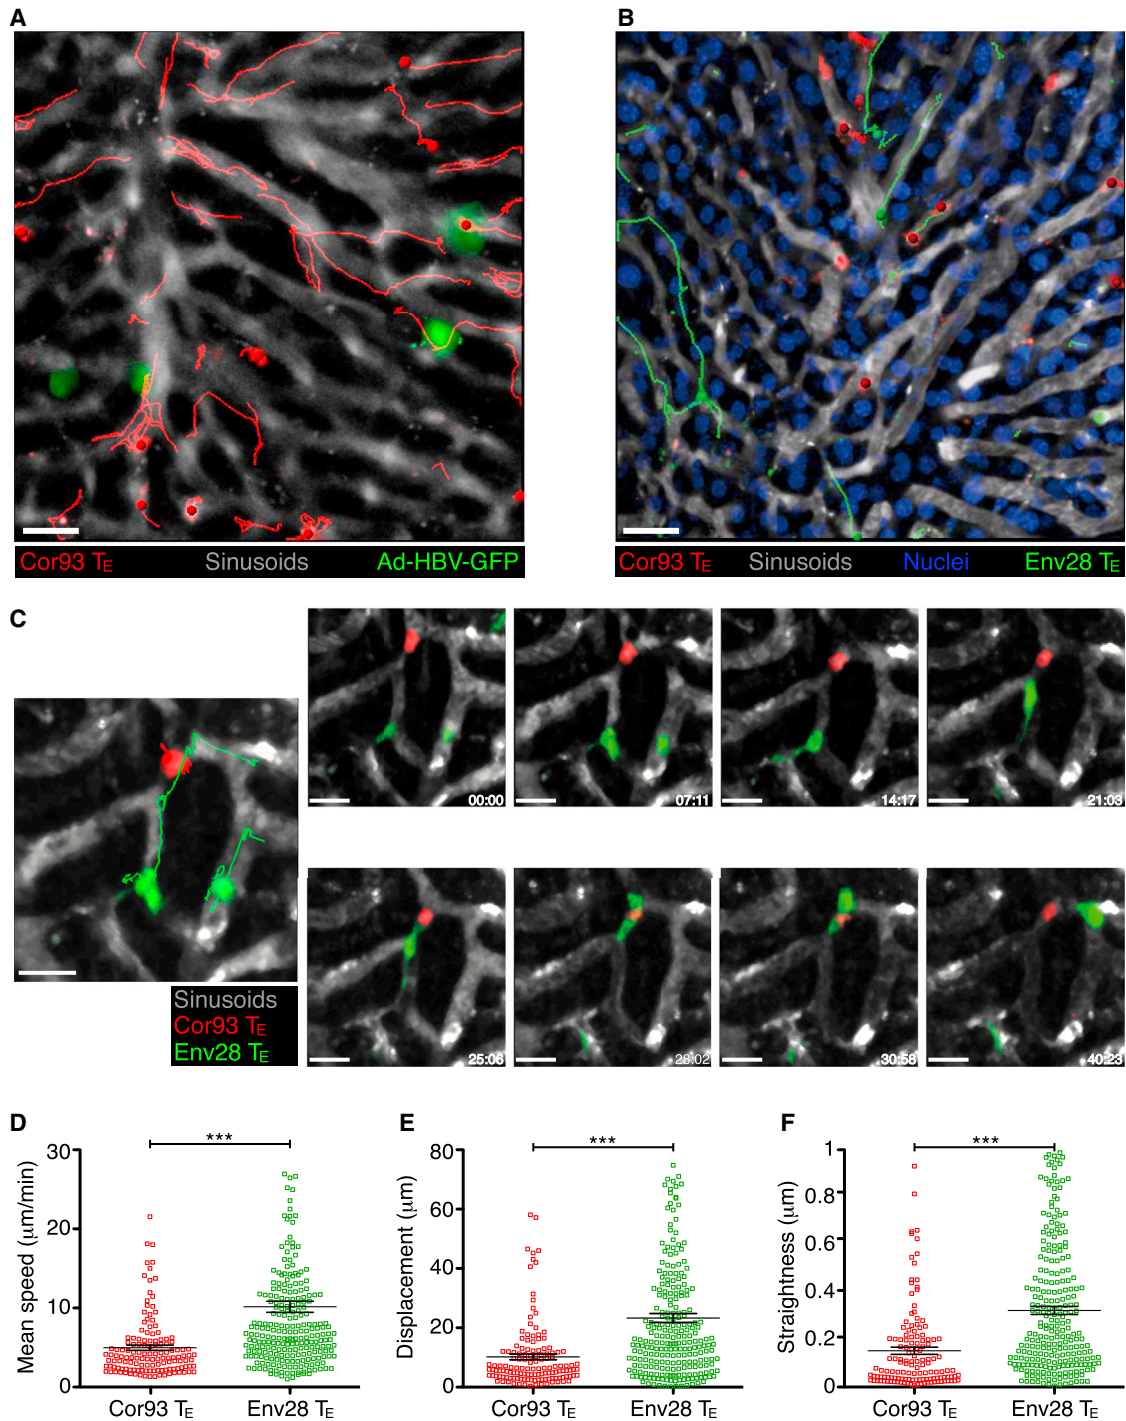 A
B
Cor93 TE Sinusoids Ad-HBV-GFP
Cor93 TE Sinusoids Nuclei Env28 TE
C
00:00
07:11
14:17
21:03
Sinusoids
Cor93 TE
Env28 TE
25:06
28:02
30:58
40:23
D
Mean speed (μm/min)
30
20
10
0
***
Cor93 TE
Env28 TE
E
Displacement (μm)
80
60
40
20
0
***
Cor93 TE
Env28 TE
F
Straightness (μm)
1
0.8
0.6
0.4
0.2
0
***
Cor93 TE
Env28 TE